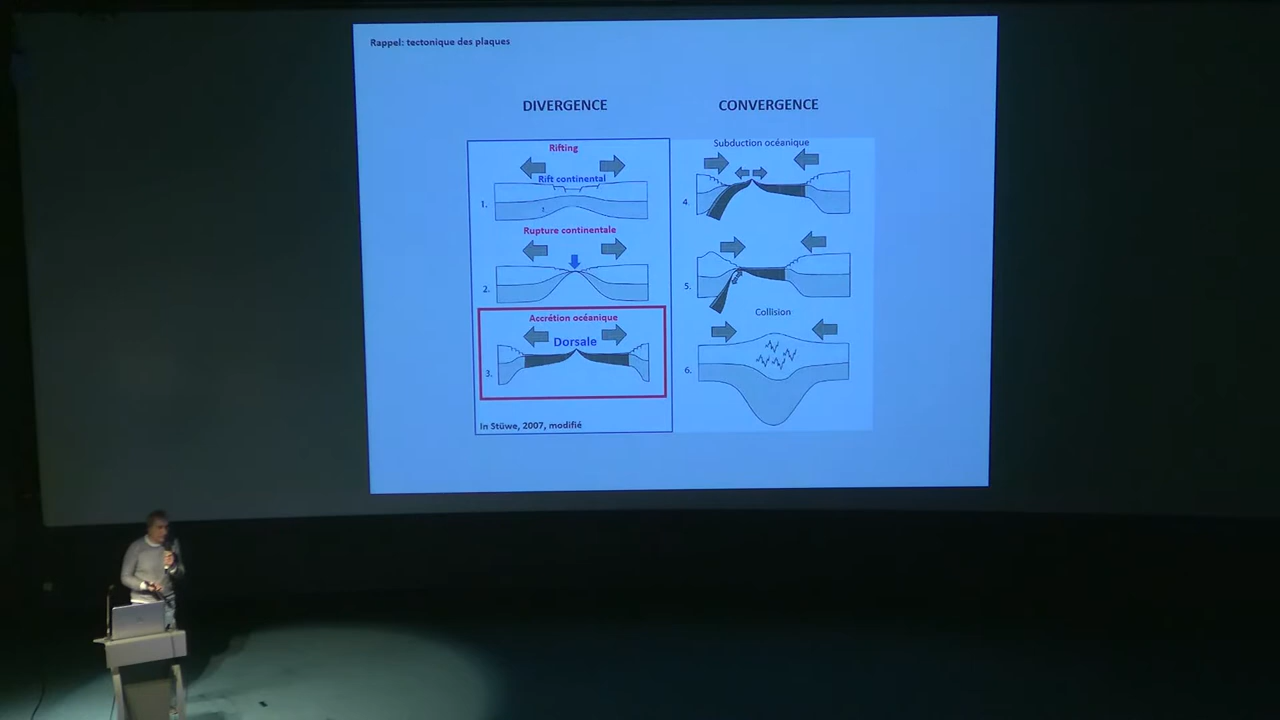 Rappel: tectonique des plaques
DIVERGENCE
Rifting
Rift continental
1.
Rupture continentale
2.
Accrétion océanique
Dorsale
3.
In Stüwe, 2007, modifié
CONVERGENCE
Subduction océanique
4.
5.
Collision
6.